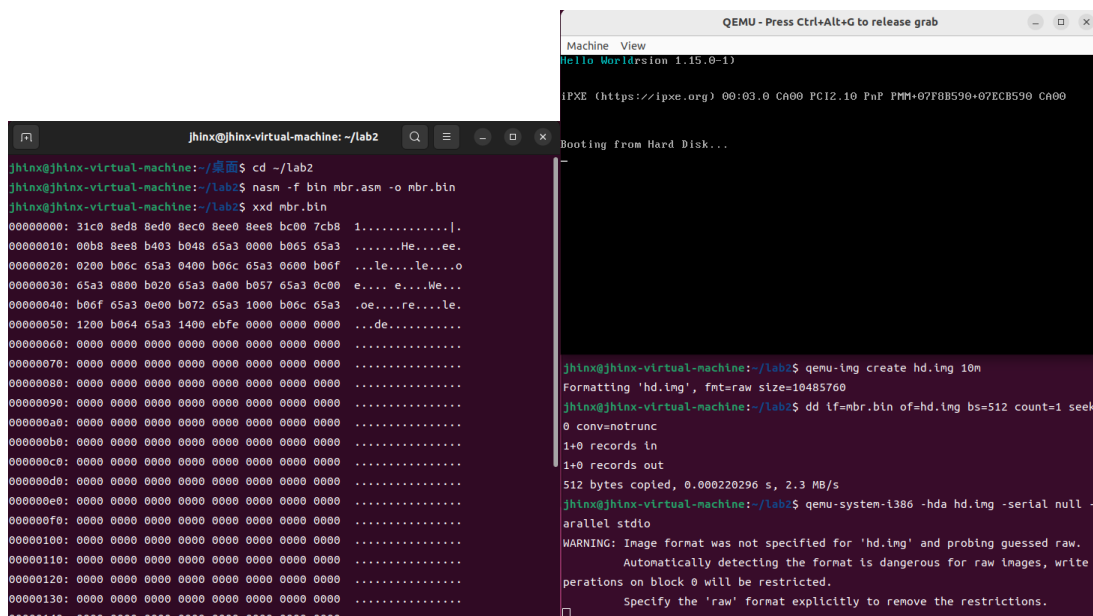 jhinx@jhinx-virtual-machine: ~/lab2
jhinx@jhinx-virtual-machine:~/桌面$ cd ~/lab2
jhinx@jhinx-virtual-machine:~/lab2$ nasm -f bin mbr.asm -o mbr.bin
jhinx@jhinx-virtual-machine:~/lab2$ xxd mbr.bin
00000000: 31c0 8ed8 8ed0 8ec0 8ee0 8ee8 bc00 7cb8  1.............|.
00000010: 00b8 8ee8 b403 b048 65a3 0000 b065 65a3  .......He....ee.
00000020: 0200 b06c 65a3 0400 b06c 65a3 0600 b06f  ...le....le....o
00000030: 65a3 0800 b020 65a3 0a00 b057 65a3 0c00  e.... e....We...
00000040: b06f 65a3 0e00 b072 65a3 1000 b06c 65a3  .oe....re....le.
00000050: 1200 b064 65a3 1400 ebfe 0000 0000 0000  ...de...........
00000060: 0000 0000 0000 0000 0000 0000 0000 0000  ................
00000070: 0000 0000 0000 0000 0000 0000 0000 0000  ................
00000080: 0000 0000 0000 0000 0000 0000 0000 0000  ................
00000090: 0000 0000 0000 0000 0000 0000 0000 0000  ................
000000a0: 0000 0000 0000 0000 0000 0000 0000 0000  ................
000000b0: 0000 0000 0000 0000 0000 0000 0000 0000  ................
000000c0: 0000 0000 0000 0000 0000 0000 0000 0000  ................
000000d0: 0000 0000 0000 0000 0000 0000 0000 0000  ................
000000e0: 0000 0000 0000 0000 0000 0000 0000 0000  ................
000000f0: 0000 0000 0000 0000 0000 0000 0000 0000  ................
00000100: 0000 0000 0000 0000 0000 0000 0000 0000  ................
00000110: 0000 0000 0000 0000 0000 0000 0000 0000  ................
00000120: 0000 0000 0000 0000 0000 0000 0000 0000  ................
00000130: 0000 0000 0000 0000 0000 0000 0000 0000  ................
QEMU - Press Ctrl+Alt+G to release grab
Machine View
Hello Worldrsion 1.15.0-1)
iPXE (https://ipxe.org) 00:03.0 CA00 PCI2.10 PnP PMM+07F8B590+07ECB590 CA00
Booting from Hard Disk...
jhinx@jhinx-virtual-machine:~/lab2$ qemu-img create hd.img 10m
Formatting 'hd.img', fmt=raw size=10485760
jhinx@jhinx-virtual-machine:~/lab2$ dd if=mbr.bin of=hd.img bs=512 count=1 seek
0 conv=notrunc
1+0 records in
1+0 records out
512 bytes copied, 0.000220296 s, 2.3 MB/s
jhinx@jhinx-virtual-machine:~/lab2$ qemu-system-i386 -hda hd.img -serial null -
arallel stdio
WARNING: Image format was not specified for 'hd.img' and probing guessed raw.
Automatically detecting the format is dangerous for raw images, write
perations on block 0 will be restricted.
Specify the 'raw' format explicitly to remove the restrictions.